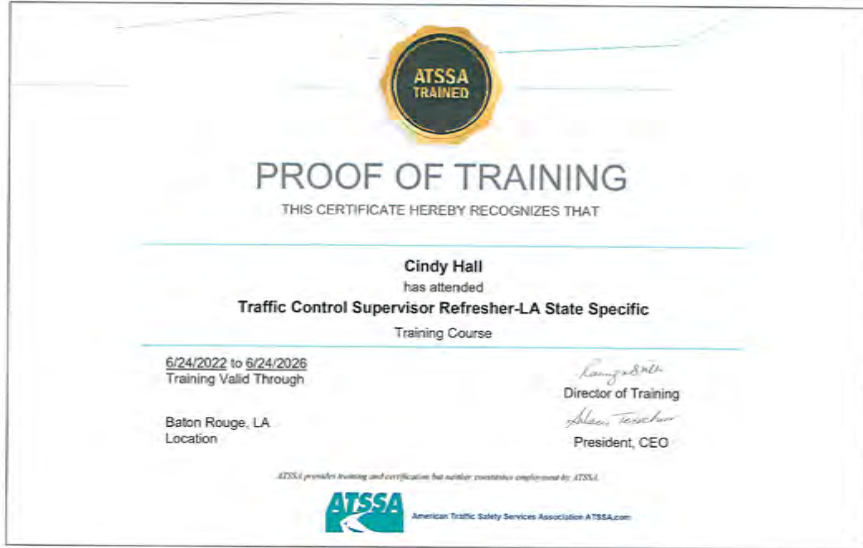 ATSSA
TRAINED
PROOF OF TRAINING
THIS CERTIFICATE HEREBY RECOGNIZES THAT
Cindy Hall
has attended
Traffic Control Supervisor Refresher-LA State Specific
Training Course
6/24/2022 to 6/24/2026
Training Valid Through
Director of Training
Baton Rouge, LA
Location
President, CEO
ATSSA provides training and certification but neither constitutes employment by ATSSA.
ATSSA
American Traffic Safety Services Association ATSSA.com